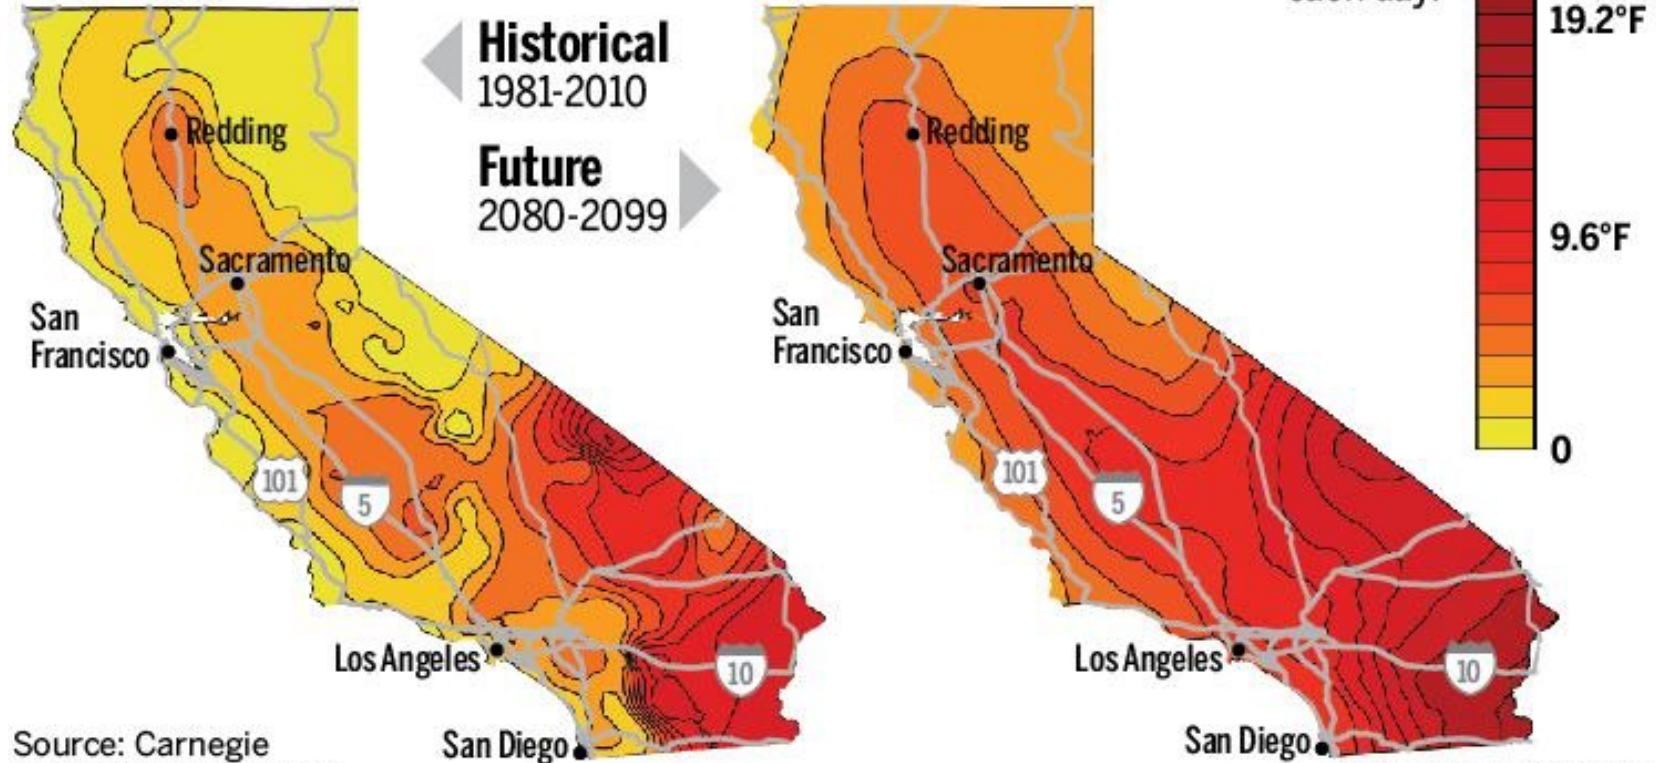 Historical
1981-2010
Future
2080-2099
Redding
Sacramento
San
Francisco
101
5
Los Angeles
10
San Diego
Source: Carnegie
Redding
Sacramento
San
Francisco
101
5
Los Angeles
10
San Diego
19.2°F
9.6°F
0